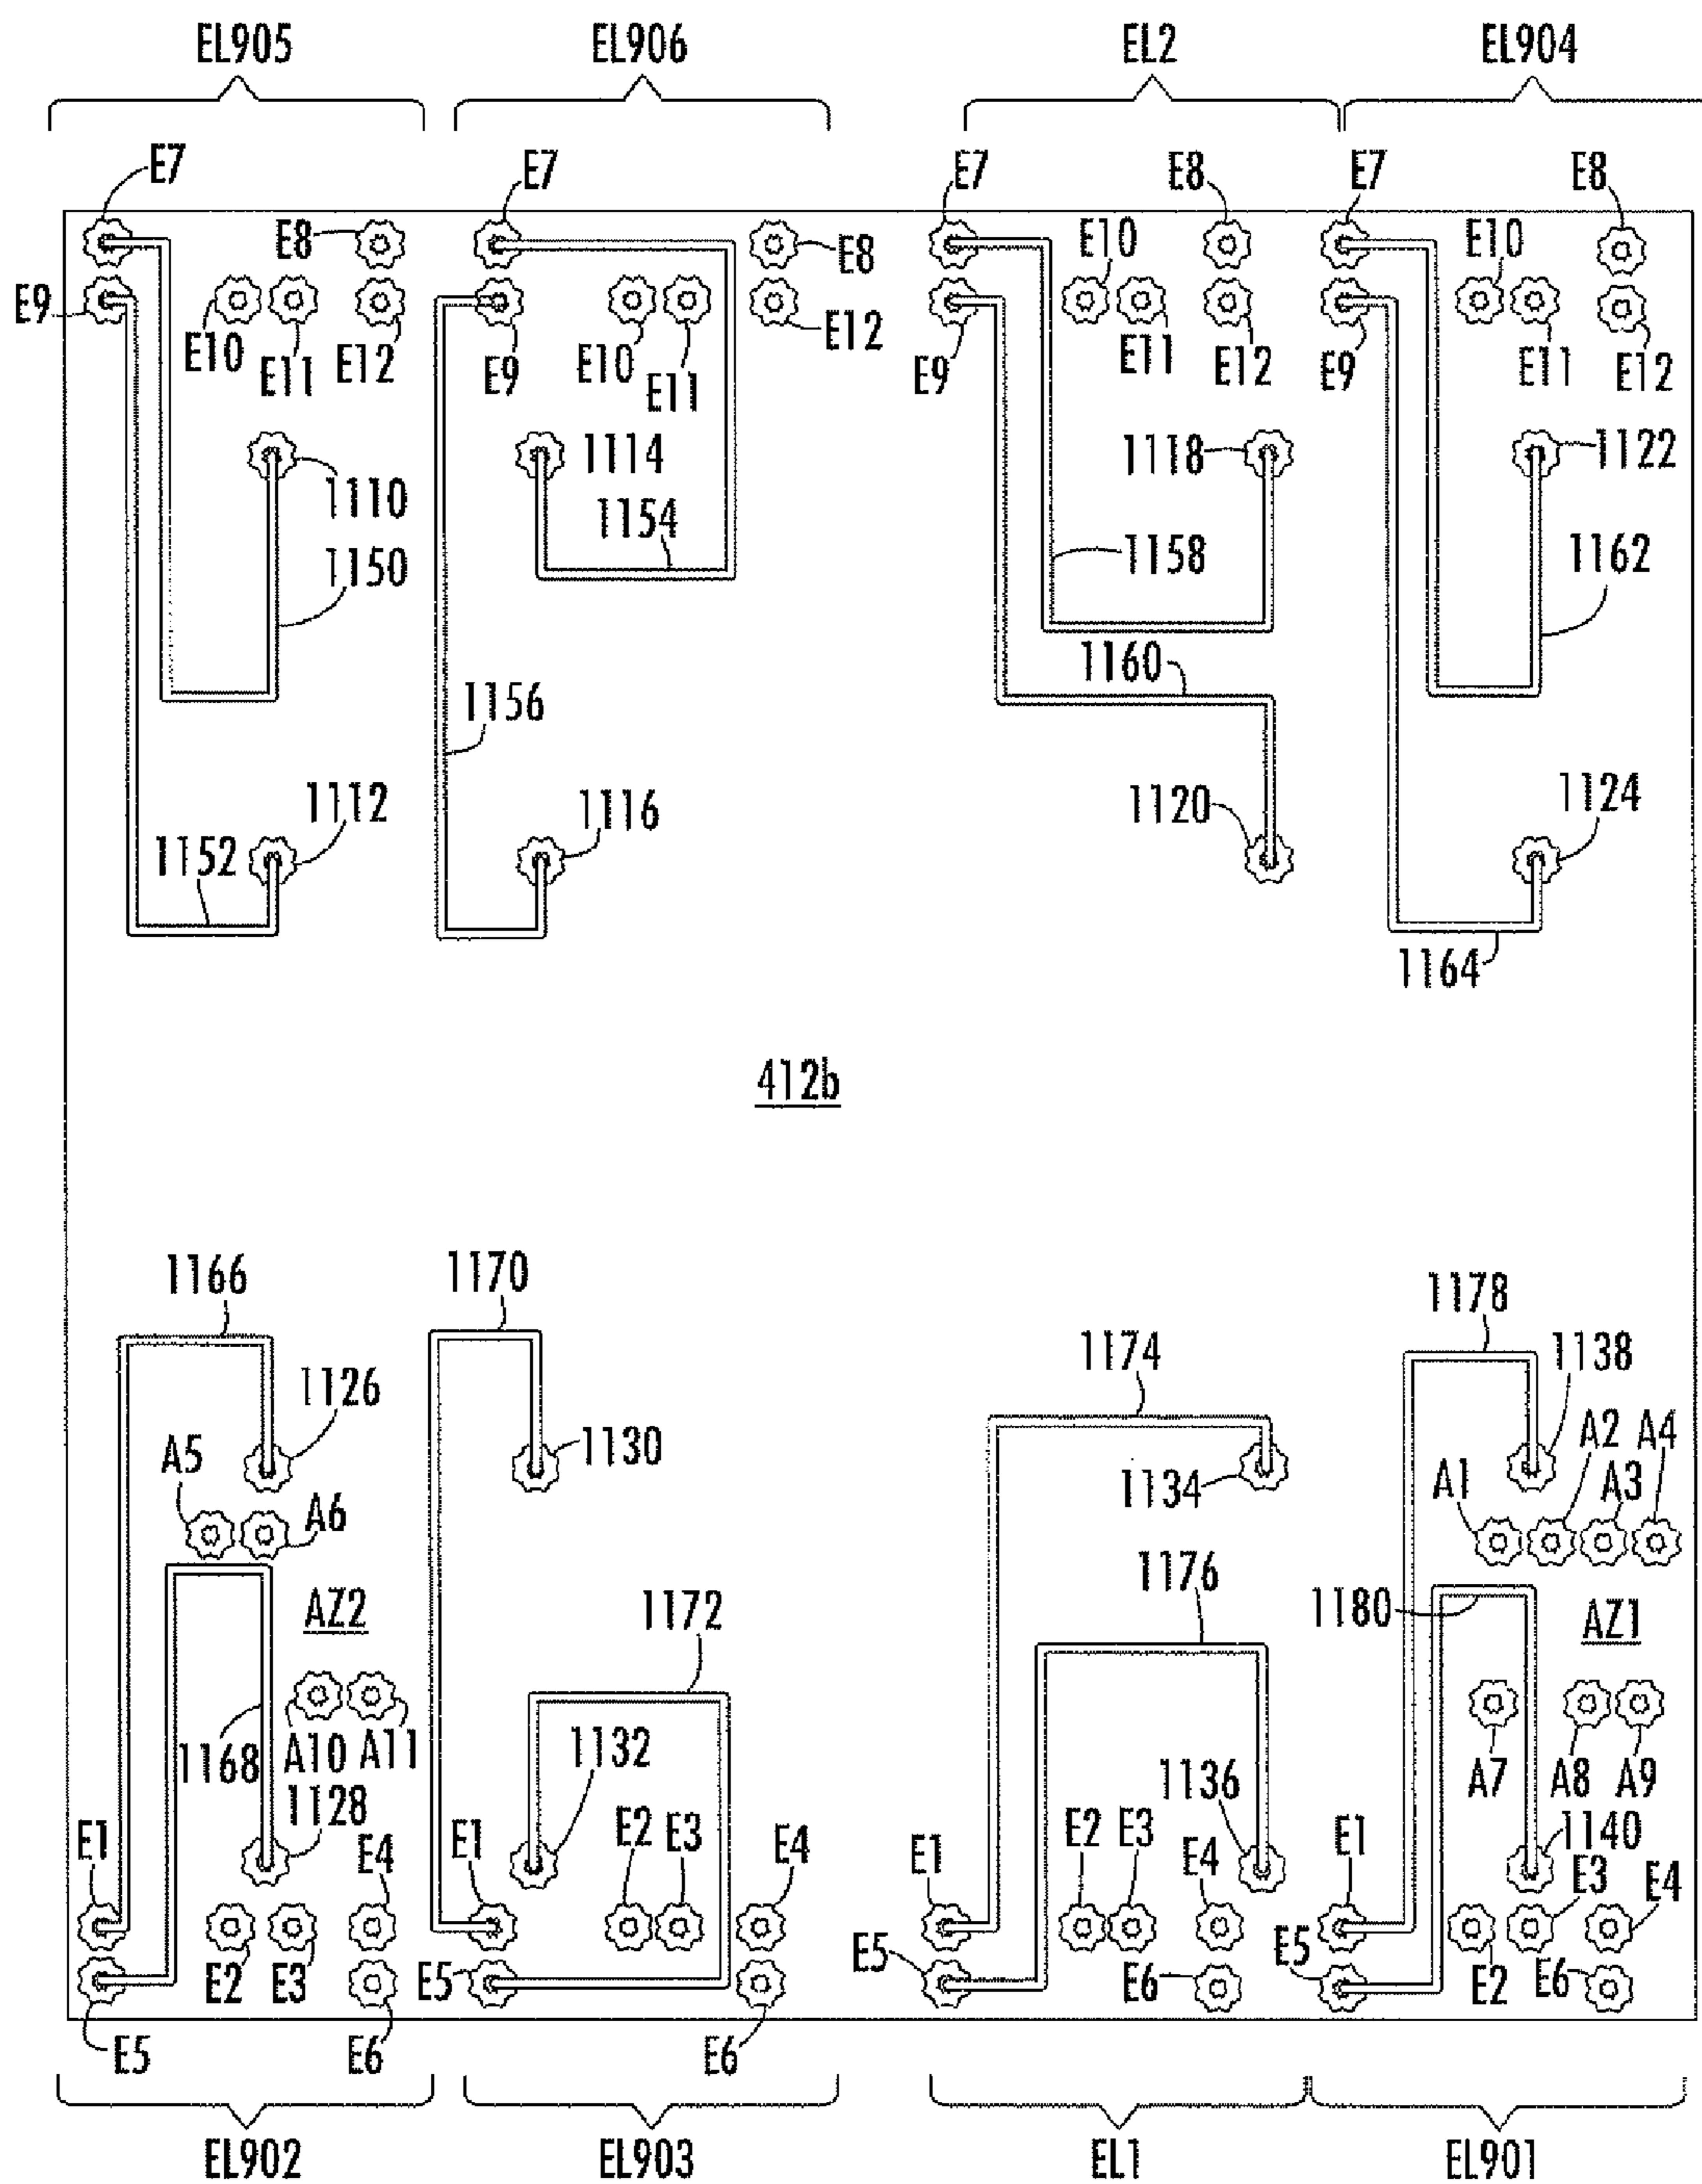 EL905 EL906 EL2 EL904
E7 E7 E7 E8 E7 E8
E8 E8 E10 E10
E9 E10 E11 E12 E9 E10 E11 E12 E9 E11 E12 E9 E11 E12
1110 1114 1118 1122
1150 1154 1158 1162
1156 1160
1112 1116 1120 1124
1152 1164
412b
1166 1170 1174 1178
1126 1130 1134 1138
A5 A6 A1 A2 A3 A4
AZ2 1172 1176 1180 AZ1
1168 A10 A11 1132 1136 A7 A8 A9
1128 1140
E1 E4 E1 E2 E3 E4 E1 E2 E3 E4 E1 E3 E4
E2 E3 E5 E5 E6 E5 E2 E6
E5 E6 E6
EL902 EL903 EL1 EL901